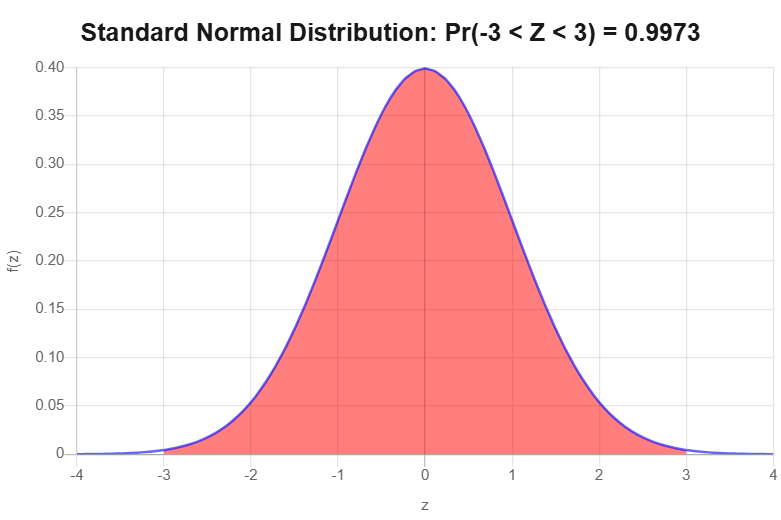 Standard Normal Distribution: Pr(-3 < Z < 3) = 0.9973
0.40
0.35
0.30
0.25
0.20
0.15
0.10
0.05
0
f(z)
-4 -3 -2 -1 0 1 2 3 4
z